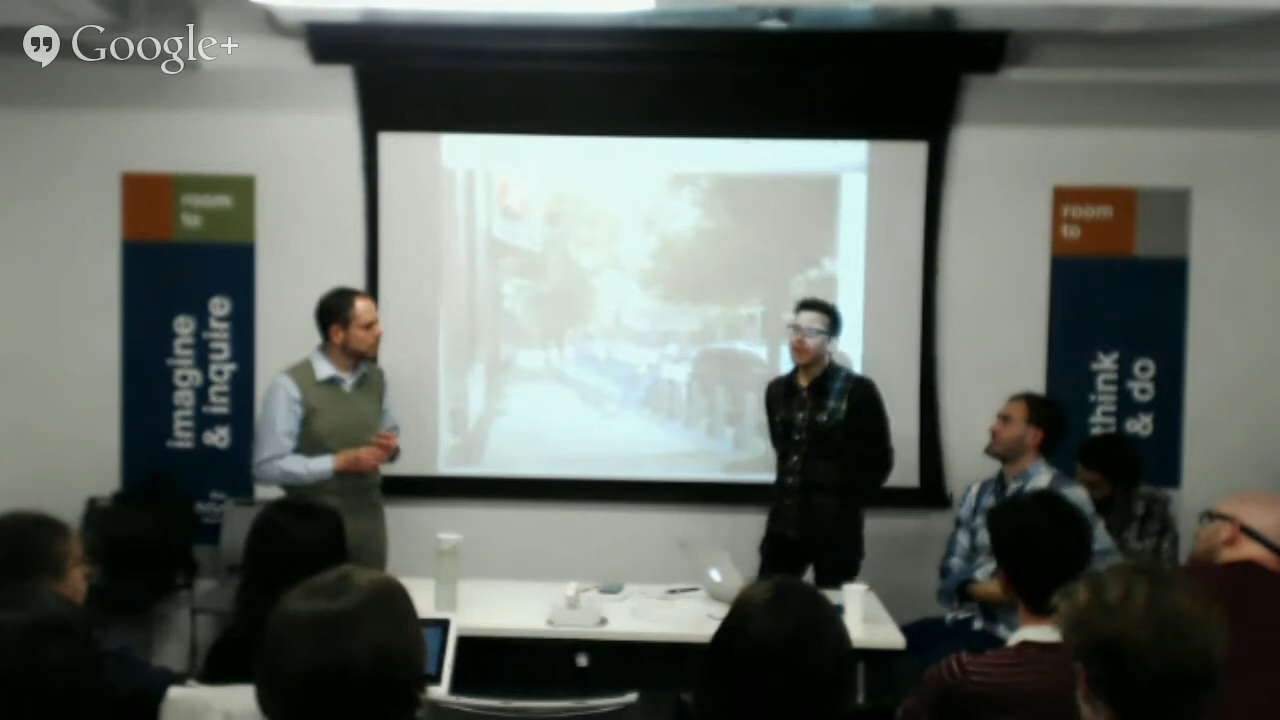 Google+
room
to
imagine
& inquire
room
to
think
& do